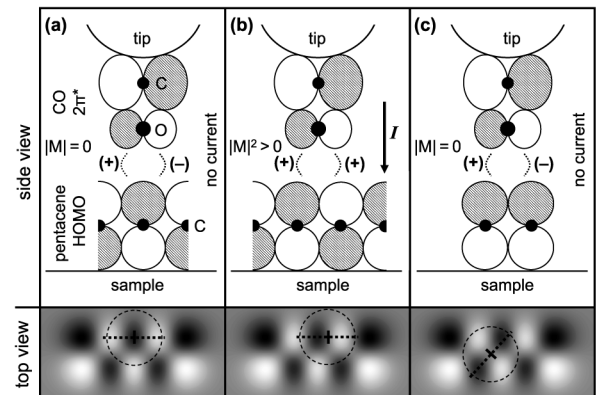 (a)
tip
C
CO
2π*
O
|M| = 0
(+)
(–)
no current
pentacene
HOMO
C
sample
(b)
tip
|M|² > 0
I
(+)
(+)
sample
(c)
tip
|M| = 0
(+)
(–)
no current
sample
side view
top view